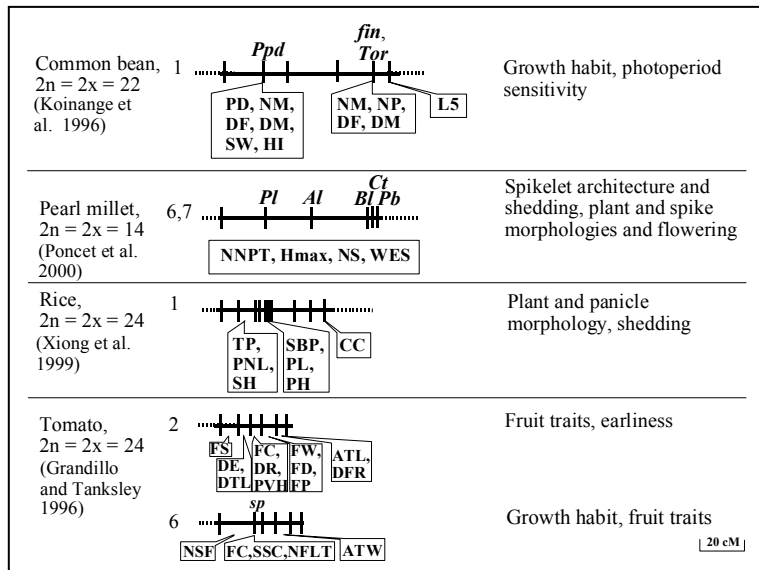 Common bean,
2n = 2x = 22
(Koinange et
al. 1996)
1
Ppd
fin,
Tor
PD, NM,
DF, DM,
SW, HI
NM, NP,
DF, DM
L5
Growth habit, photoperiod
sensitivity
Pearl millet,
2n = 2x = 14
(Poncet et al.
2000)
6,7
Pl
Al
Ct
Bl Pb
NNPT, Hmax, NS, WES
Spikelet architecture and
shedding, plant and spike
morphologies and flowering
Rice,
2n = 2x = 24
(Xiong et al.
1999)
1
TP,
PNL,
SH
SBP,
PL,
PH
CC
Plant and panicle
morphology, shedding
Tomato,
2n = 2x = 24
(Grandillo
and Tanksley
1996)
2
FS
DE,
DTL
FC,
DR,
PVH
FW,
FD,
FP
ATL,
DFR
Fruit traits, earliness
6
sp
NSF
FC,SSC,NFLT
ATW
Growth habit, fruit traits
20 cM